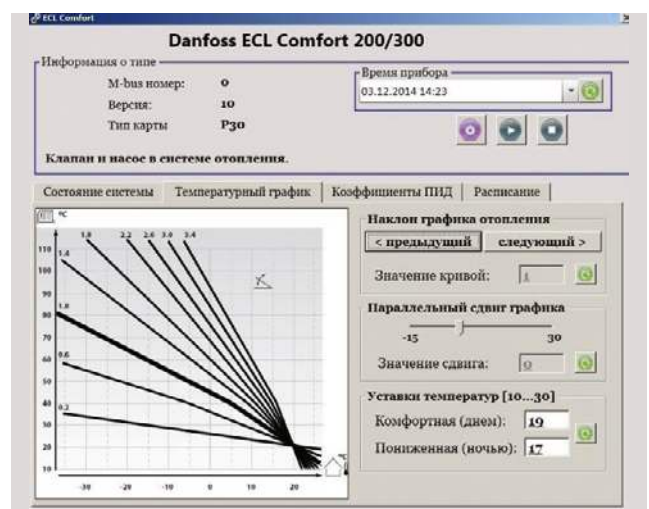 ECL Comfort
Danfoss ECL Comfort 200/300
Информация о типе
M-bus номер: 0
Версия: 10
Тип карты P30
Клапан и насос в системе отопления.
Время прибора
03.12.2014 14:23
Состояние системы
Температурный график
Коэффициенты ПИД
Расписание
°C
1.8 2.2 2.6 3.0 3.4
1.4
1.0
0.6
0.2
110
100
90
80
70
60
50
40
30
20
10
-30 -20 -10 0 10 20
°C
Наклон графика отопления
< предыдущий следующий >
Значение кривой: 1
Параллельный сдвиг графика
-15 30
Значение сдвига: 0
Уставки температур [10...30]
Комфортная (днем): 19
Пониженная (ночью): 17